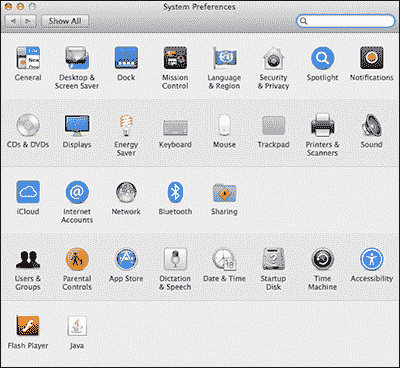 System Preferences
Show All
General
Desktop & Screen Saver
Dock
Mission Control
Language & Region
Security & Privacy
Spotlight
Notifications
CDs & DVDs
Displays
Energy Saver
Keyboard
Mouse
Trackpad
Printers & Scanners
Sound
iCloud
Internet Accounts
Network
Bluetooth
Sharing
Users & Groups
Parental Controls
App Store
Dictation & Speech
Date & Time
Startup Disk
Time Machine
Accessibility
Flash Player
Java